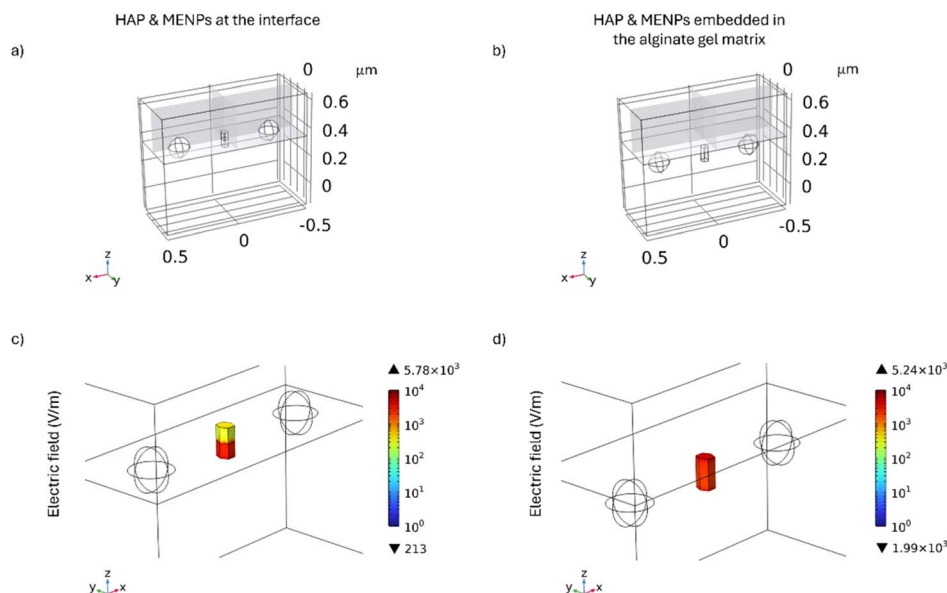 HAP & MENPs at the interface
HAP & MENPs embedded in
the alginate gel matrix
a)
0 μm
0.6
0.4
0.2
0
-0.5
0
0.5
z
x
y
b)
0 μm
0.6
0.4
0.2
0
-0.5
0
0.5
z
x
y
c)
Electric field (V/m)
▲ 5.78×10³
10⁴
10³
10²
10¹
10⁰
▼ 213
z
y
x
d)
Electric field (V/m)
▲ 5.24×10³
10⁴
10³
10²
10¹
10⁰
▼ 1.99×10³
z
y
x